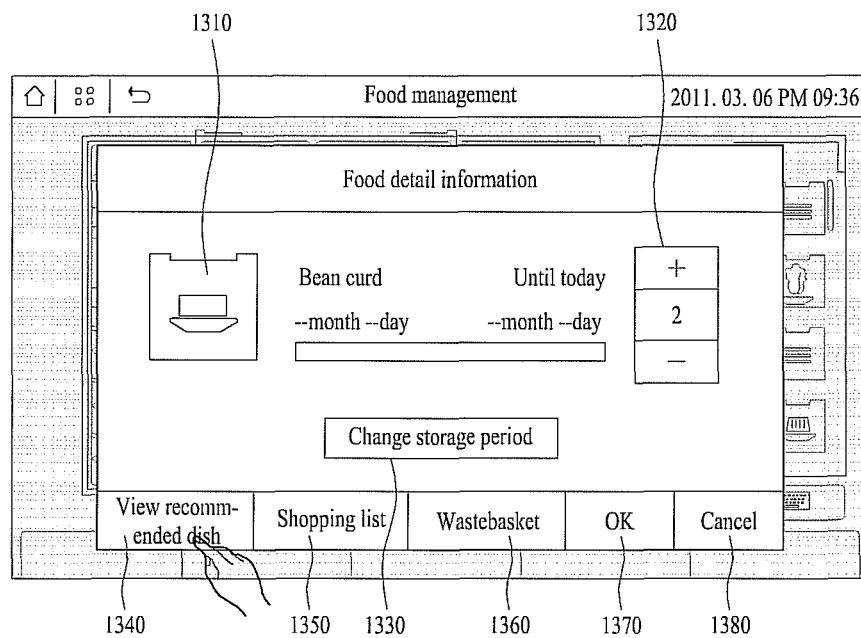 1310
1320
Food management
2011. 03. 06 PM 09:36
Food detail information
Bean curd
Until today
+
--month --day
--month --day
2
−
Change storage period
View recomm-
ended dish
Shopping list
Wastebasket
OK
Cancel
1340
1350
1330
1360
1370
1380